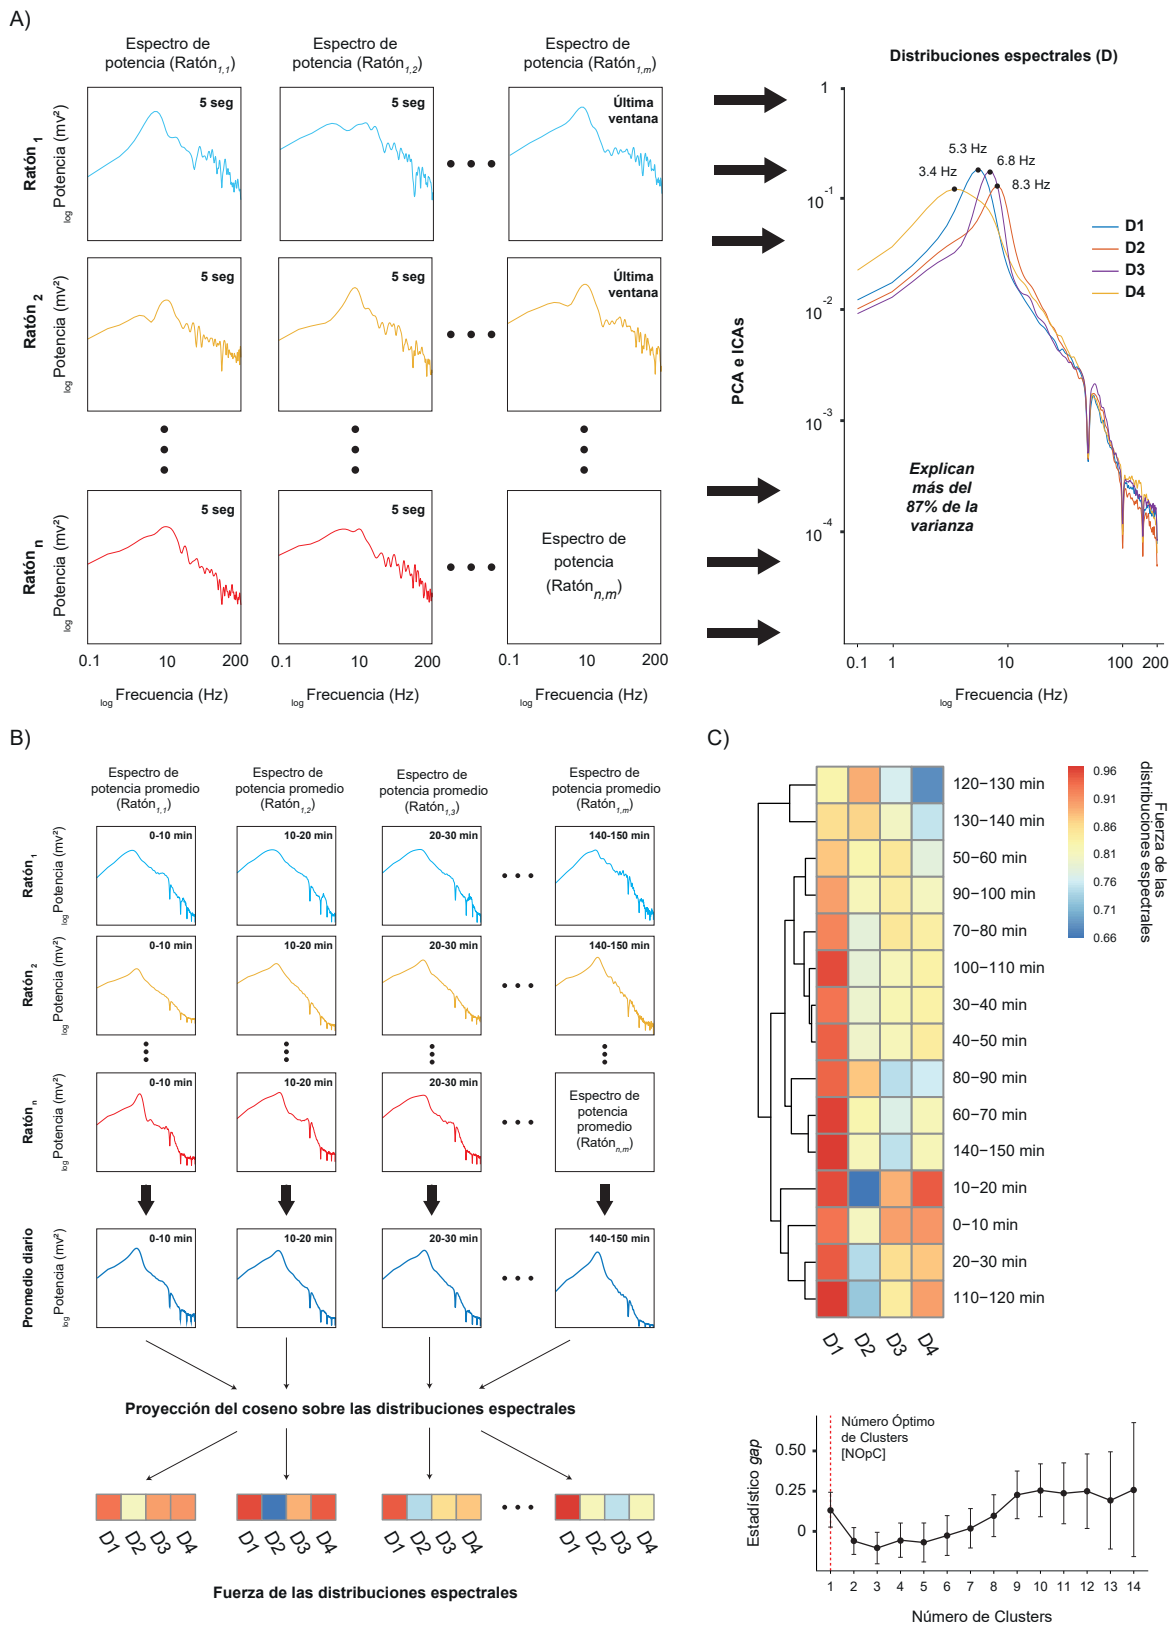 A)
Espectro de
potencia (Ratón1,1)
Espectro de
potencia (Ratón1,2)
Espectro de
potencia (Ratón1,m)
Distribuciones espectrales (D)
Ratón 1
log Potencia (mv²)
5 seg
5 seg
Última
ventana
Ratón 2
log Potencia (mv²)
5 seg
5 seg
Última
ventana
Ratón n
log Potencia (mv²)
5 seg
5 seg
Espectro de
potencia
(Ratónn,m)
0.1 10 200
0.1 10 200
0.1 10 200
log Frecuencia (Hz)
log Frecuencia (Hz)
log Frecuencia (Hz)
PCA e ICAs
1
10-1
10-2
10-3
10-4
5.3 Hz
6.8 Hz
3.4 Hz
8.3 Hz
D1
D2
D3
D4
Explican
más del
87% de la
varianza
0.1 1 10 100 200
log Frecuencia (Hz)
B)
Espectro de
potencia promedio
(Ratón1,1)
Espectro de
potencia promedio
(Ratón1,2)
Espectro de
potencia promedio
(Ratón1,3)
Espectro de
potencia promedio
(Ratón1,m)
Ratón 1
log Potencia (mv²)
0-10 min
10-20 min
20-30 min
140-150 min
Ratón 2
log Potencia (mv²)
0-10 min
10-20 min
20-30 min
140-150 min
Ratón n
log Potencia (mv²)
0-10 min
10-20 min
20-30 min
Espectro de
potencia
promedio
(Ratónn,m)
Promedio diario
log Potencia (mv²)
0-10 min
10-20 min
20-30 min
140-150 min
Proyección del coseno sobre las distribuciones espectrales
D1 D2 D3 D4
D1 D2 D3 D4
D1 D2 D3 D4
D1 D2 D3 D4
Fuerza de las distribuciones espectrales
C)
120−130 min
130−140 min
50−60 min
90−100 min
70−80 min
100−110 min
30−40 min
40−50 min
80−90 min
60−70 min
140−150 min
10−20 min
0−10 min
20−30 min
110−120 min
D1 D2 D3 D4
0.96
0.91
0.86
0.81
0.76
0.71
0.66
Fuerza de las
distribuciones espectrales
Estadístico gap
0.50
0.25
0
Número Óptimo
de Clusters
[NOpC]
1 2 3 4 5 6 7 8 9 10 11 12 13 14
Número de Clusters